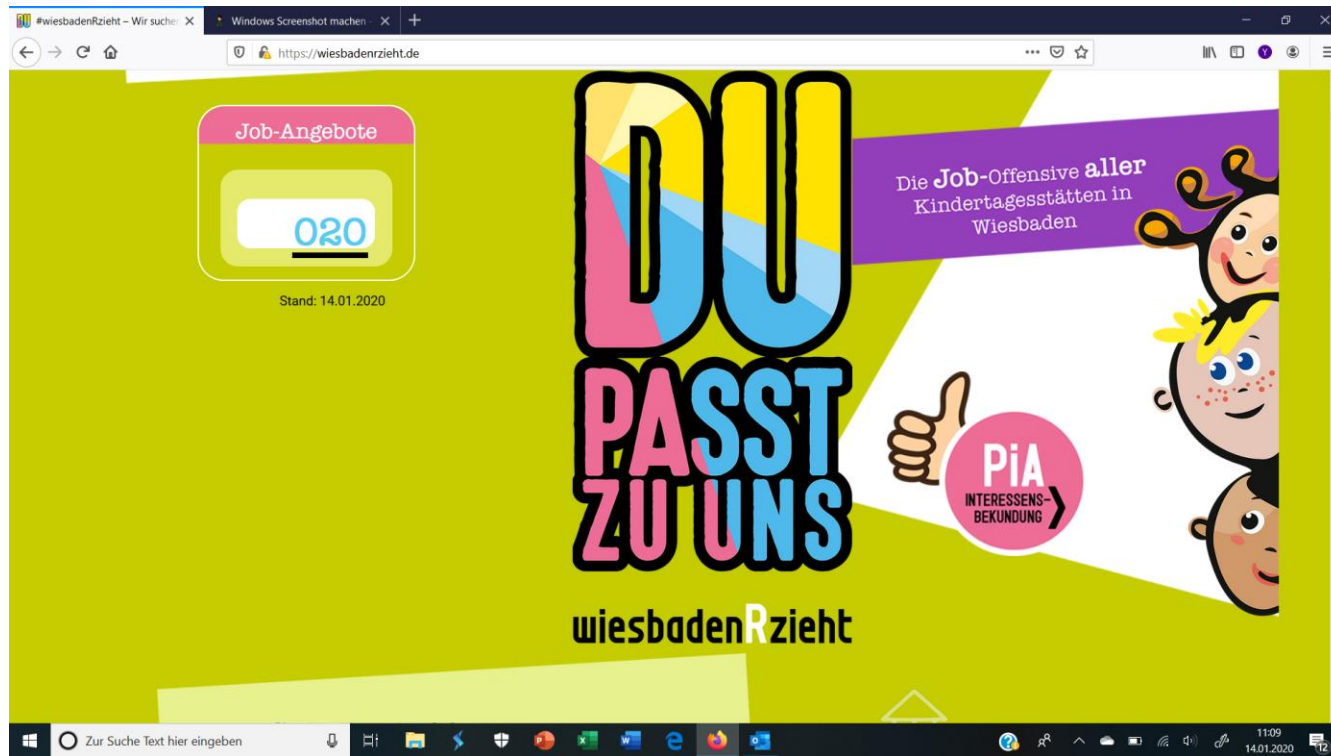 #wiesbadenRzieht – Wir suche
Windows Screenshot machen -
https://wiesbadenrzieht.de
Job-Angebote
020
Stand: 14.01.2020
DU
PASST
ZU UNS
wiesbadenRzieht
Die Job-Offensive aller
Kindertagesstätten in
Wiesbaden
PiA
INTERESSENS-
BEKUNDUNG
Zur Suche Text hier eingeben
11:09
14.01.2020